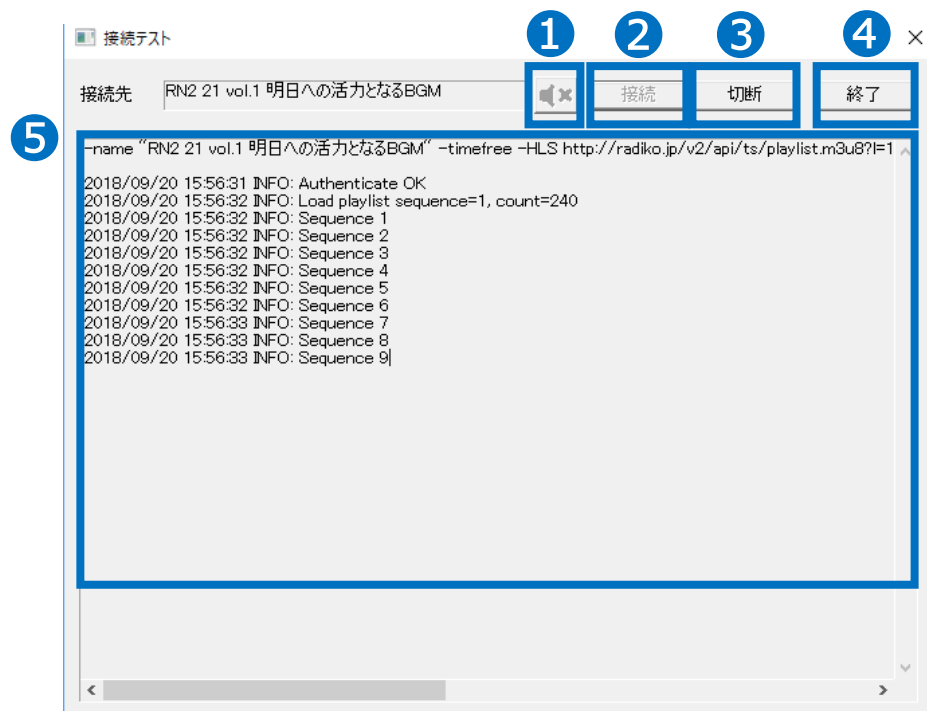 接続テスト
1 2 3 4
接続先 RN2 21 vol.1 明日への活力となるBGM 接続 切断 終了
5
-name "RN2 21 vol.1 明日への活力となるBGM" -timefree -HLS http://radiko.jp/v2/api/ts/playlist.m3u8?l=1
2018/09/20 15:56:31 INFO: Authenticate OK
2018/09/20 15:56:32 INFO: Load playlist sequence=1, count=240
2018/09/20 15:56:32 INFO: Sequence 1
2018/09/20 15:56:32 INFO: Sequence 2
2018/09/20 15:56:32 INFO: Sequence 3
2018/09/20 15:56:32 INFO: Sequence 4
2018/09/20 15:56:32 INFO: Sequence 5
2018/09/20 15:56:32 INFO: Sequence 6
2018/09/20 15:56:33 INFO: Sequence 7
2018/09/20 15:56:33 INFO: Sequence 8
2018/09/20 15:56:33 INFO: Sequence 9